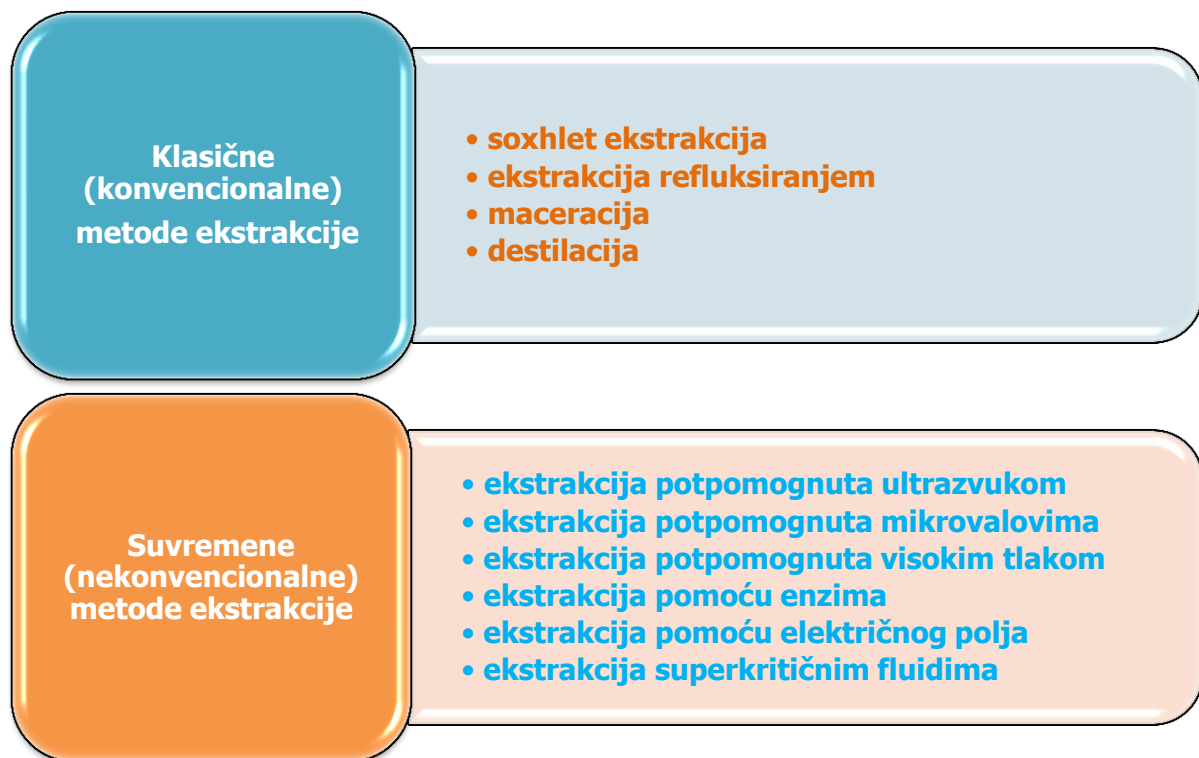 Klasične
(konvencionalne)
metode ekstrakcije
• soxhlet ekstrakcija
• ekstrakcija refluksiranjem
• maceracija
• destilacija
Suvremene
(nekonvencionalne)
metode ekstrakcije
• ekstrakcija potpomognuta ultrazvukom
• ekstrakcija potpomognuta mikrovalovima
• ekstrakcija potpomognuta visokim tlakom
• ekstrakcija pomoću enzima
• ekstrakcija pomoću električnog polja
• ekstrakcija superkritičnim fluidima